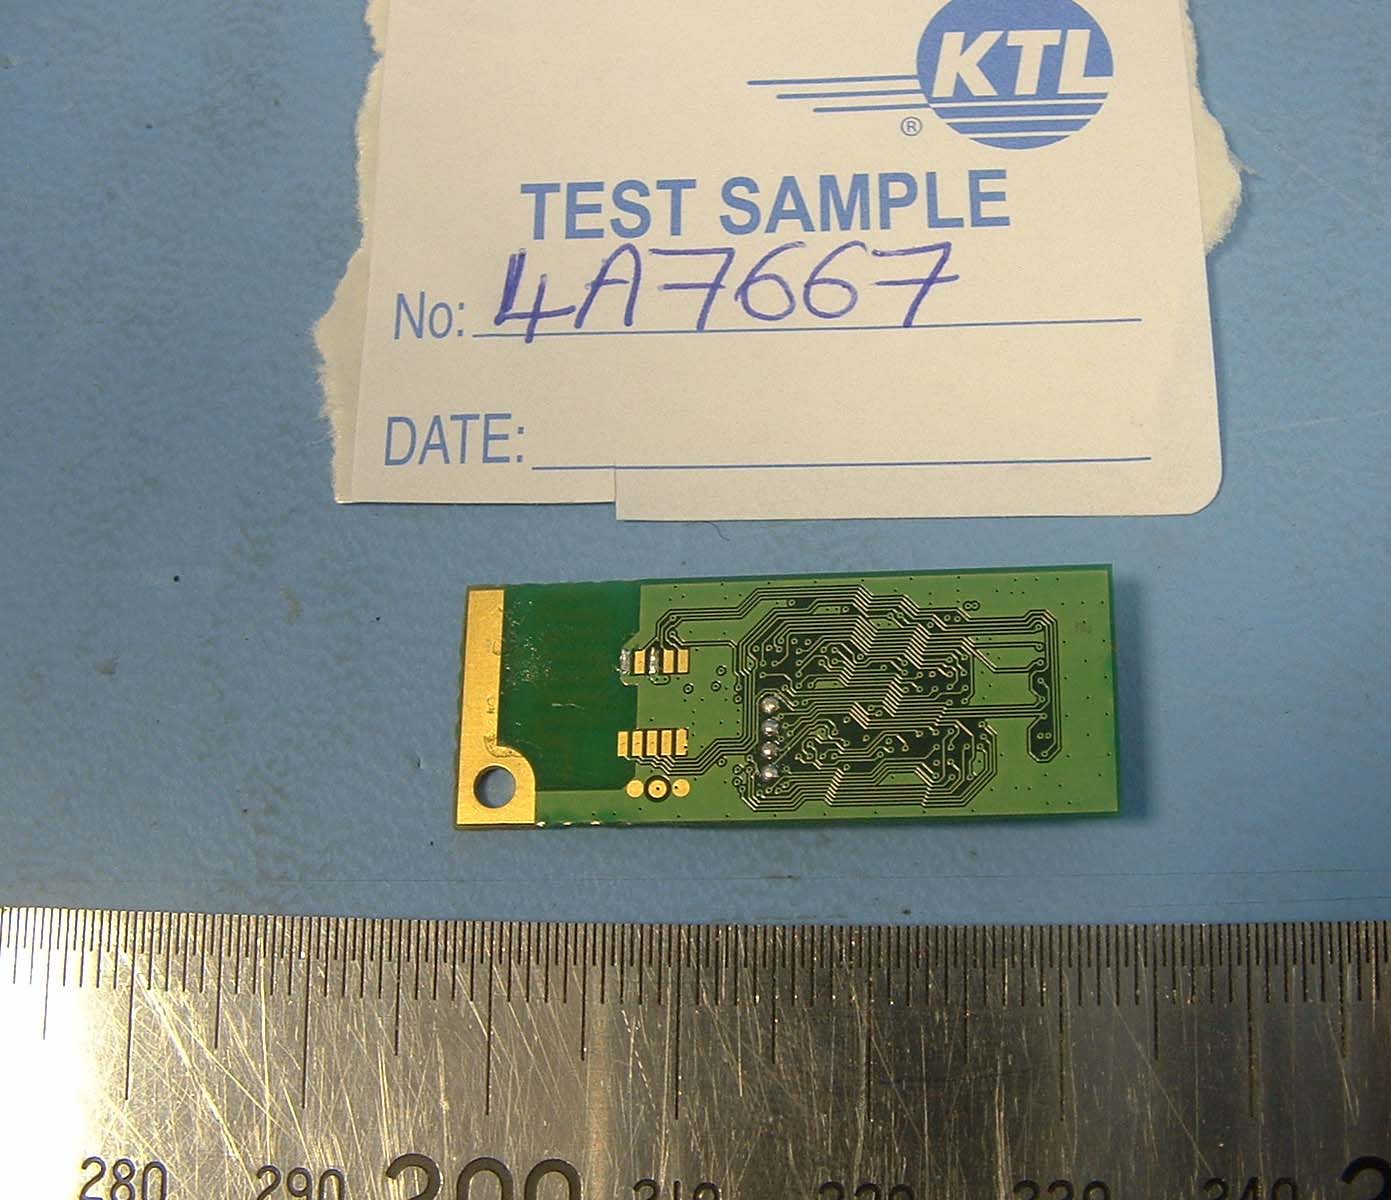 KTL
®
TEST SAMPLE
No: 4A7667
DATE:
280 290 300 310 320 330 340